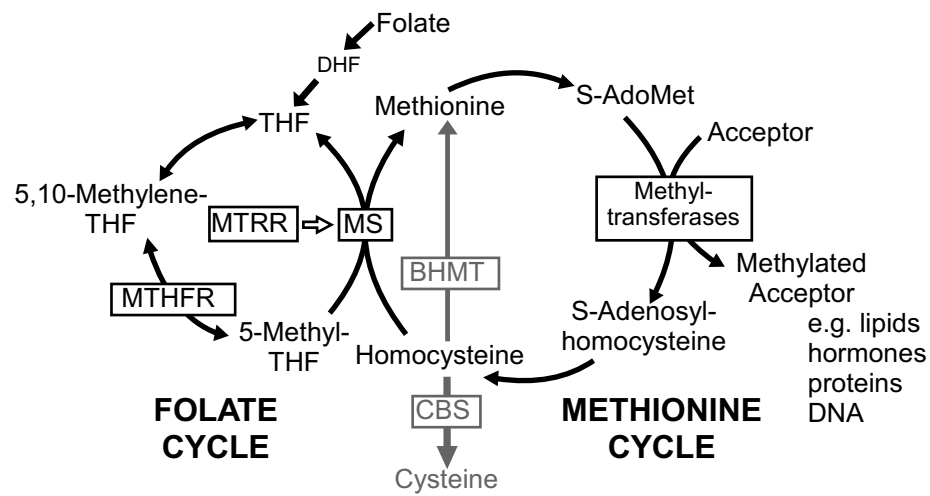 Folate
DHF
THF
Methionine
S-AdoMet
Acceptor
5,10-Methylene-
THF
MTRR
MS
Methyl-
transferases
BHMT
MTHFR
Methylated
Acceptor
e.g. lipids
hormones
proteins
DNA
5-Methyl-
THF
Homocysteine
S-Adenosyl-
homocysteine
CBS
FOLATE
CYCLE
METHIONINE
CYCLE
Cysteine